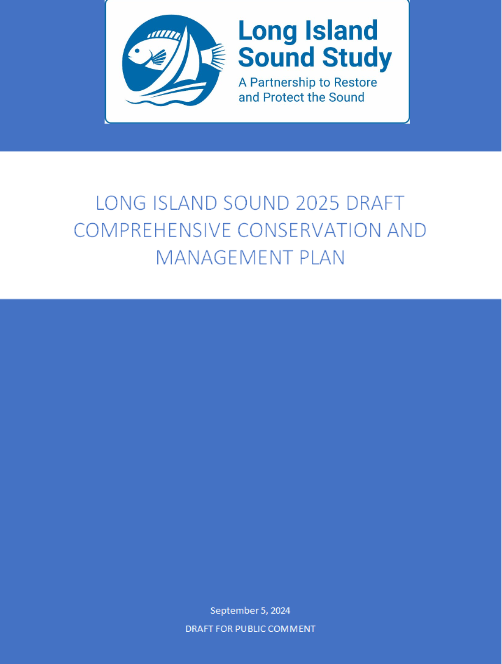 Long Island
Sound Study
A Partnership to Restore
and Protect the Sound
LONG ISLAND SOUND 2025 DRAFT
COMPREHENSIVE CONSERVATION AND
MANAGEMENT PLAN
September 5, 2024
DRAFT FOR PUBLIC COMMENT